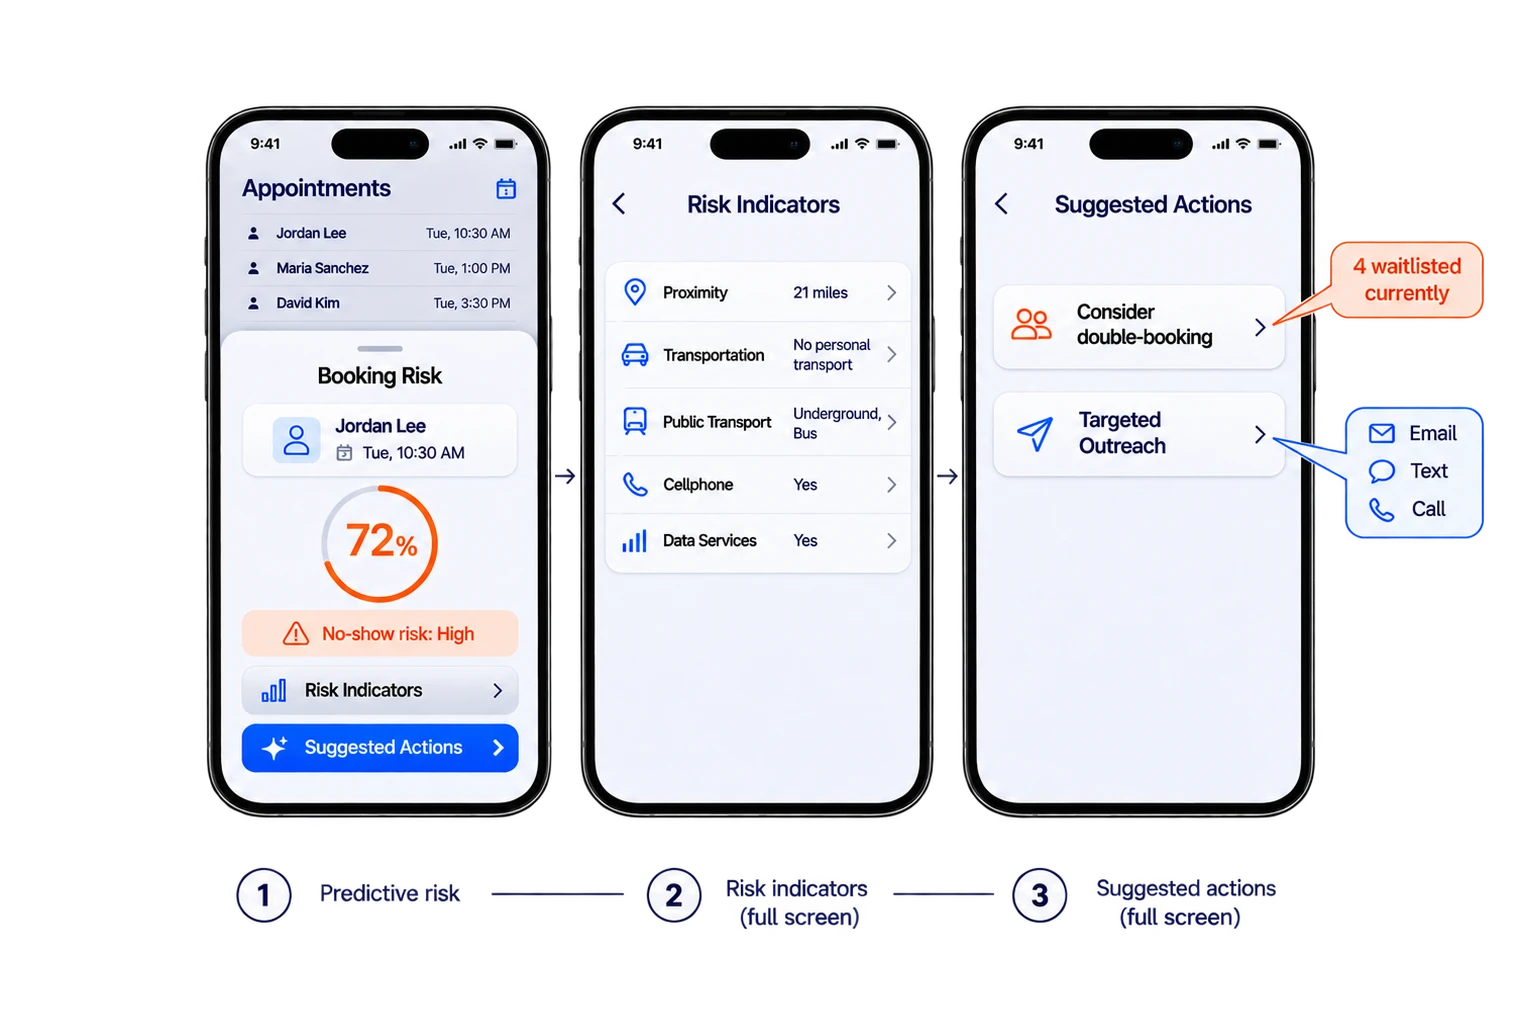 9:41
Appointments
Jordan Lee Tue, 10:30 AM
Maria Sanchez Tue, 1:00 PM
David Kim Tue, 3:30 PM
Booking Risk
Jordan Lee
Tue, 10:30 AM
72%
No-show risk: High
Risk Indicators
Suggested Actions
9:41
Risk Indicators
Proximity 21 miles
Transportation No personal
transport
Public Transport Underground,
Bus
Cellphone Yes
Data Services Yes
9:41
Suggested Actions
Consider
double-booking
Targeted
Outreach
4 waitlisted
currently
Email
Text
Call
1 Predictive risk
2 Risk indicators
(full screen)
3 Suggested actions
(full screen)